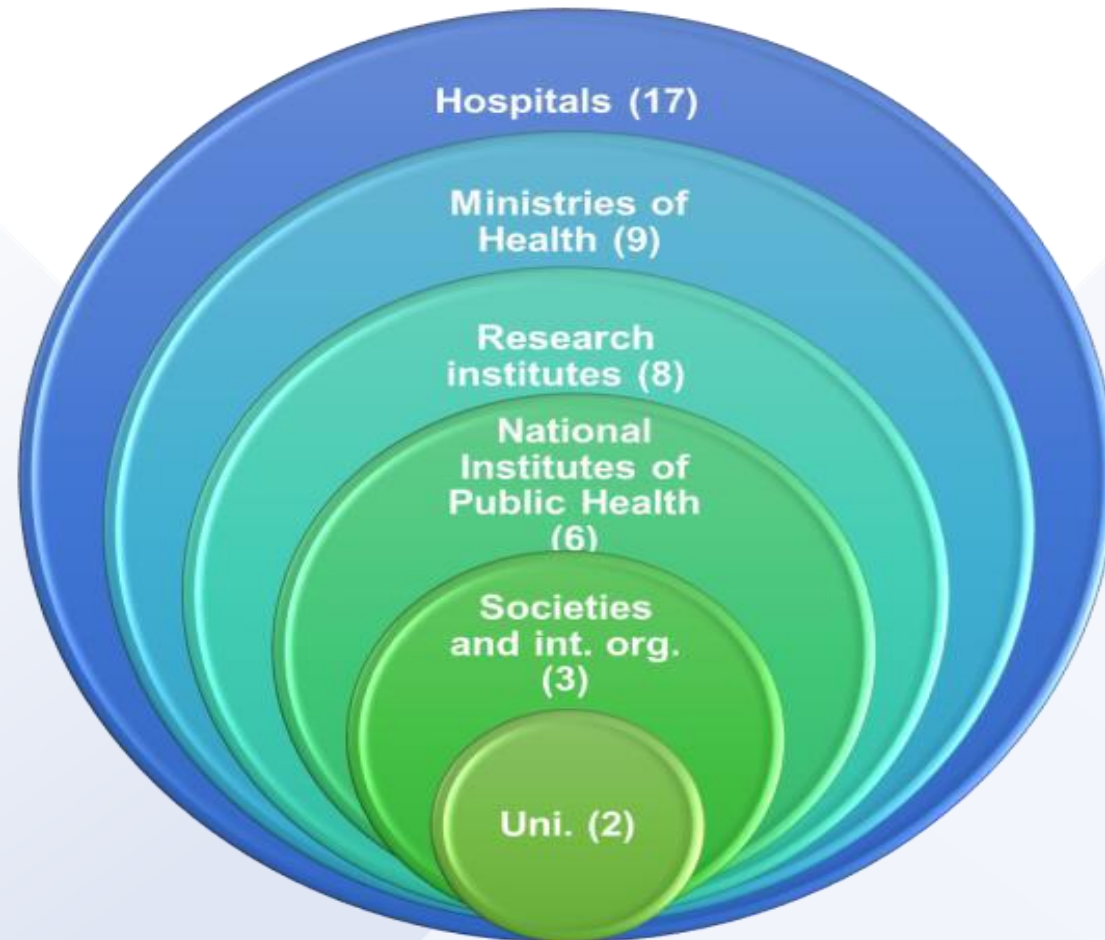 Hospitals (17)
Ministries of
Health (9)
Research
institutes (8)
National
Institutes of
Public Health
(6)
Societies
and int. org.
(3)
Uni. (2)